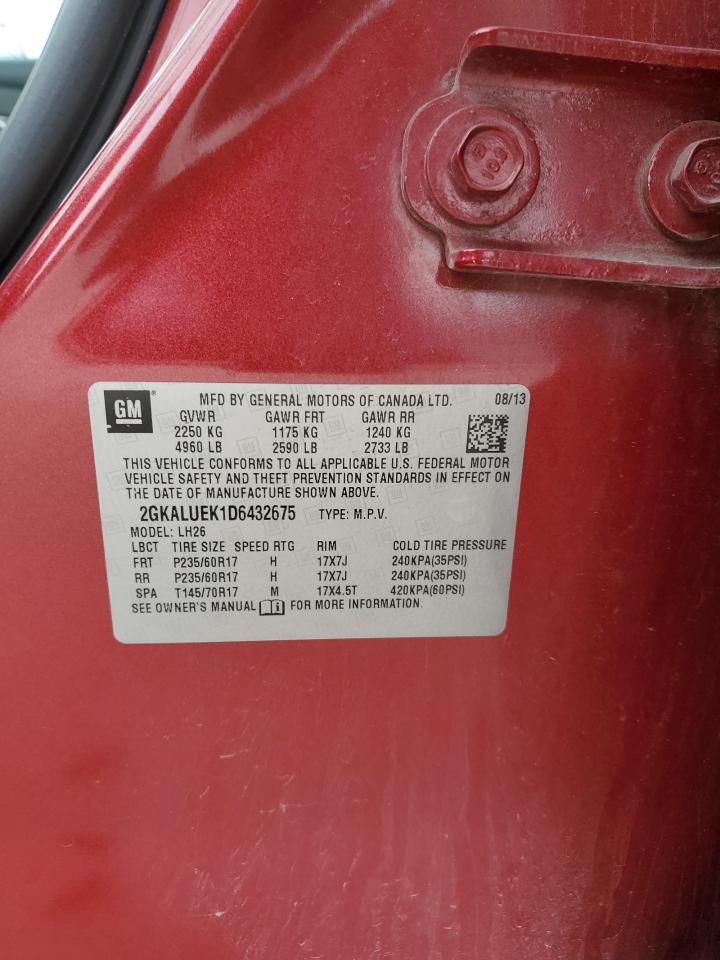 GM MFD BY GENERAL MOTORS OF CANADA LTD. 08/13
GVWR GAWR FRT GAWR RR
2250 KG 1175 KG 1240 KG
4960 LB 2590 LB 2733 LB
THIS VEHICLE CONFORMS TO ALL APPLICABLE U.S. FEDERAL MOTOR
VEHICLE SAFETY AND THEFT PREVENTION STANDARDS IN EFFECT ON
THE DATE OF MANUFACTURE SHOWN ABOVE.
2GKALUEK1D6432675 TYPE: M.P.V.
MODEL: LH26
LBCT TIRE SIZE SPEED RTG RIM COLD TIRE PRESSURE
FRT P235/60R17 H 17X7J 240KPA(35PSI)
RR P235/60R17 H 17X7J 240KPA(35PSI)
SPA T145/70R17 M 17X4.5T 420KPA(60PSI)
SEE OWNER'S MANUAL FOR MORE INFORMATION.